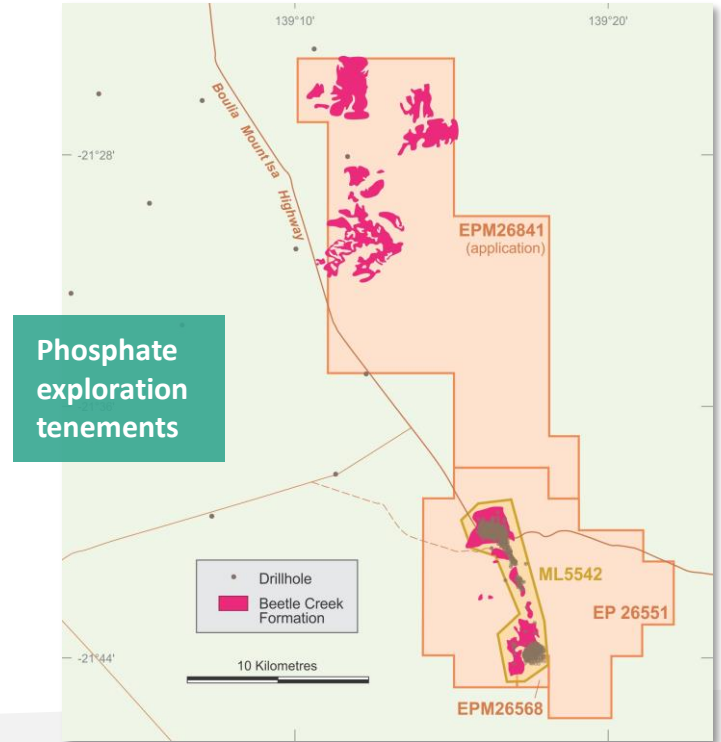 139°10'
139°20'
Boulia Mount Isa Highway
-21°28'
EPM26841
(application)
Phosphate
exploration
tenements
ML5542
Drillhole
Beetle Creek
Formation
EP 26551
-21°44'
10 Kilometres
EPM26568